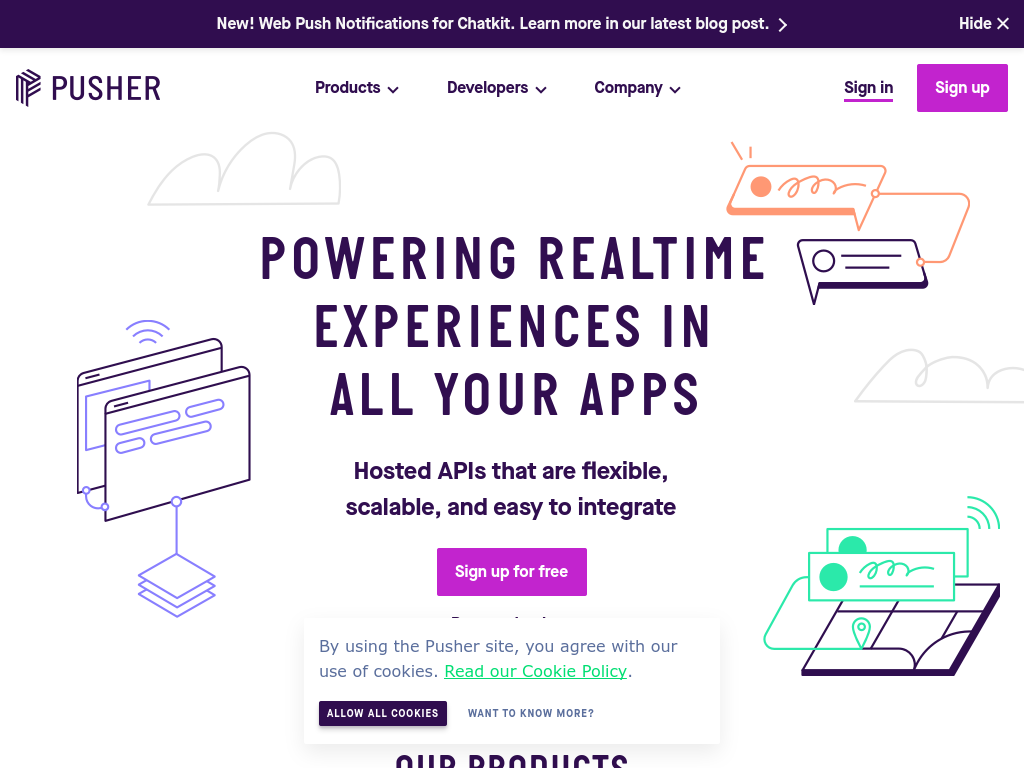 New! Web Push Notifications for Chatkit. Learn more in our latest blog post.
Hide
PUSHER
Products
Developers
Company
Sign in
Sign up
POWERING REALTIME
EXPERIENCES IN
ALL YOUR APPS
Hosted APIs that are flexible,
scalable, and easy to integrate
Sign up for free
By using the Pusher site, you agree with our
use of cookies. Read our Cookie Policy.
ALLOW ALL COOKIES
WANT TO KNOW MORE?
OUR PRODUCTS